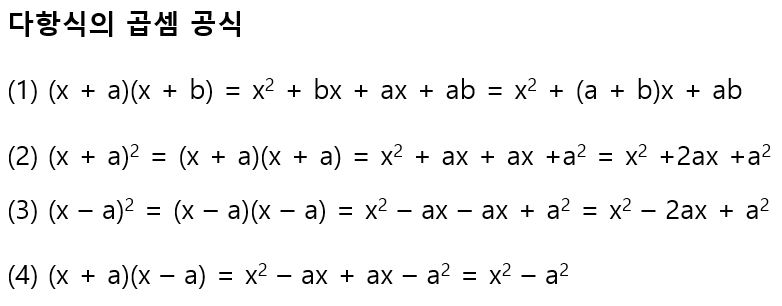 다항식의 곱셈 공식
(1) (x + a)(x + b) = x² + bx + ax + ab = x² + (a + b)x + ab
(2) (x + a)² = (x + a)(x + a) = x² + ax + ax +a² = x² +2ax +a²
(3) (x – a)² = (x – a)(x – a) = x² – ax – ax + a² = x² – 2ax + a²
(4) (x + a)(x – a) = x² – ax + ax – a² = x² – a²